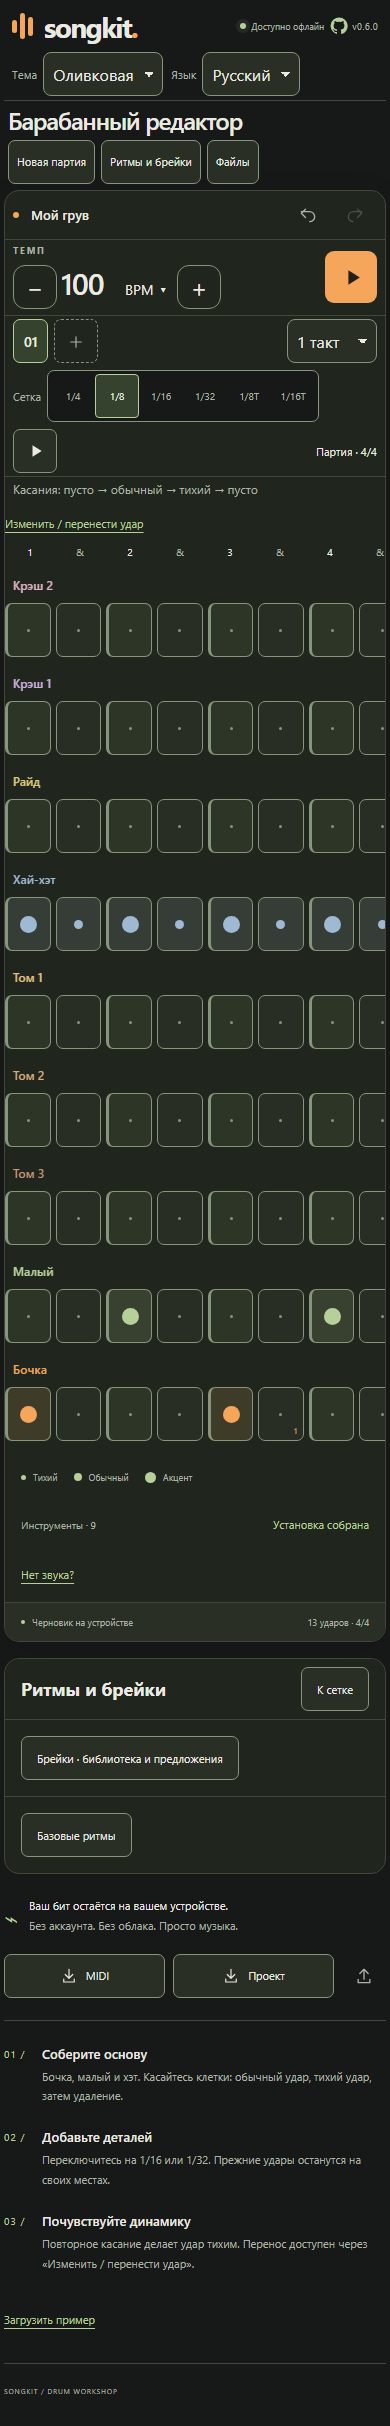 songkit.
Доступно офлайн
v0.6.0
Тема
Оливковая
Язык
Русский
Барабанный редактор
Новая партия
Ритмы и брейки
Файлы
Мой грув
ТЕМП
− 100 BPM ▾ +
01 + 1 такт
Сетка 1/4 1/8 1/16 1/32 1/8T 1/16T
Партия · 4/4
Касания: пусто → обычный → тихий → пусто
Изменить / перенести удар
1 & 2 & 3 & 4 &
Крэш 2
Крэш 1
Райд
Хай-хэт
Том 1
Том 2
Том 3
Малый
Бочка
1
Тихий Обычный Акцент
Инструменты · 9 Установка собрана
Нет звука?
Черновик на устройстве 13 ударов · 4/4
Ритмы и брейки
К сетке
Брейки · библиотека и предложения
Базовые ритмы
Ваш бит остаётся на вашем устройстве.
Без аккаунта. Без облака. Просто музыка.
MIDI Проект
01 / Соберите основу
Бочка, малый и хэт. Касайтесь клетки: обычный удар, тихий удар,
затем удаление.
02 / Добавьте деталей
Переключитесь на 1/16 или 1/32. Прежние удары останутся на
своих местах.
03 / Почувствуйте динамику
Повторное касание делает удар тихим. Перенос доступен через
«Изменить / перенести удар».
Загрузить пример
SONGKIT / DRUM WORKSHOP